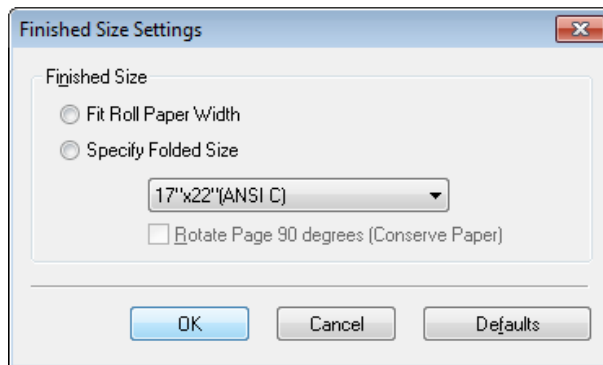 Finished Size Settings
Finished Size
Fit Roll Paper Width
Specify Folded Size
17"x22"(ANSI C)
Rotate Page 90 degrees (Conserve Paper)
OK Cancel Defaults